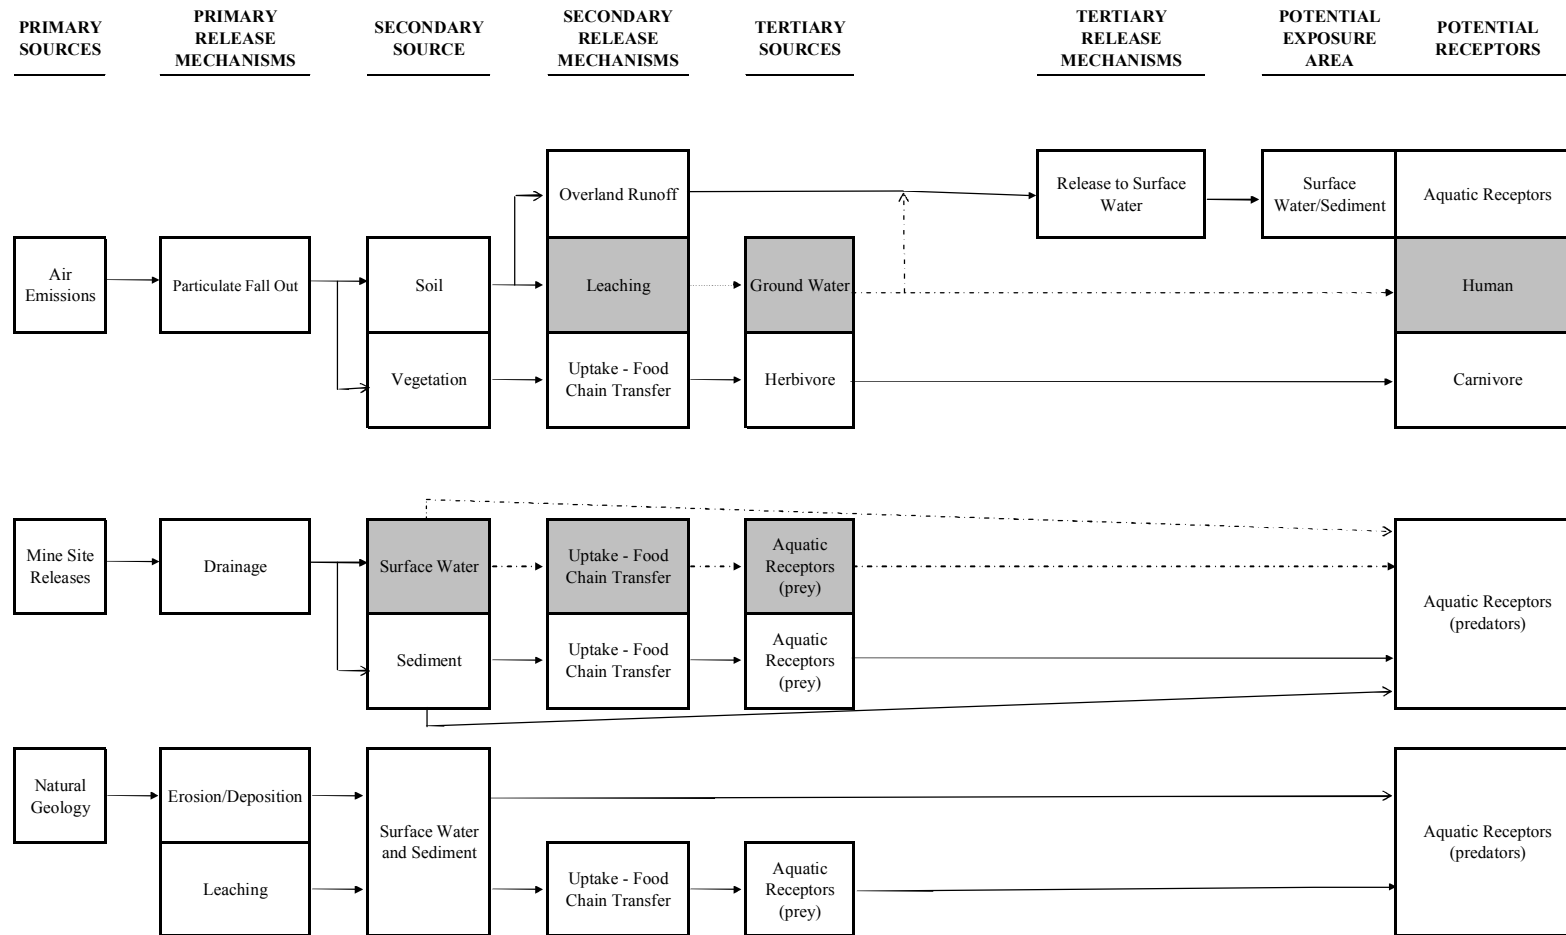 PRIMARY
SOURCES
PRIMARY
RELEASE
MECHANISMS
SECONDARY
SOURCE
SECONDARY
RELEASE
MECHANISMS
TERTIARY
SOURCES
TERTIARY
RELEASE
MECHANISMS
POTENTIAL
EXPOSURE
AREA
POTENTIAL
RECEPTORS
Overland Runoff
Release to Surface
Water
Surface
Water/Sediment
Aquatic Receptors
Air
Emissions
Particulate Fall Out
Soil
Leaching
Ground Water
Human
Vegetation
Uptake - Food
Chain Transfer
Herbivore
Carnivore
Mine Site
Releases
Drainage
Surface Water
Uptake - Food
Chain Transfer
Aquatic
Receptors
(prey)
Sediment
Uptake - Food
Chain Transfer
Aquatic
Receptors
(prey)
Aquatic Receptors
(predators)
Natural
Geology
Erosion/Deposition
Leaching
Surface Water
and Sediment
Uptake - Food
Chain Transfer
Aquatic
Receptors
(prey)
Aquatic Receptors
(predators)